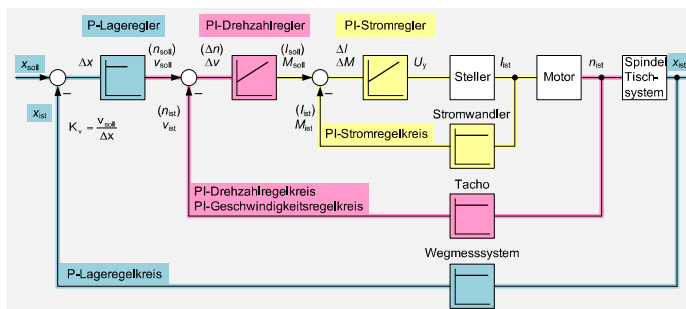 P-Lageregler
PI-Drehzahlregler
PI-Stromregler
x_soll
Δx
(n_soll)
v_soll
(Δn)
Δv
(I_soll)
M_soll
ΔI
ΔM
U_y
Steller
I_ist
Motor
n_ist
Spindel
Tisch-
system
x_ist
x_ist
K_v = v_soll / Δx
(n_ist)
v_ist
(I_ist)
M_ist
Stromwandler
PI-Stromregelkreis
PI-Drehzahlregelkreis
PI-Geschwindigkeitsregelkreis
Tacho
Wegmesssystem
P-Lageregelkreis